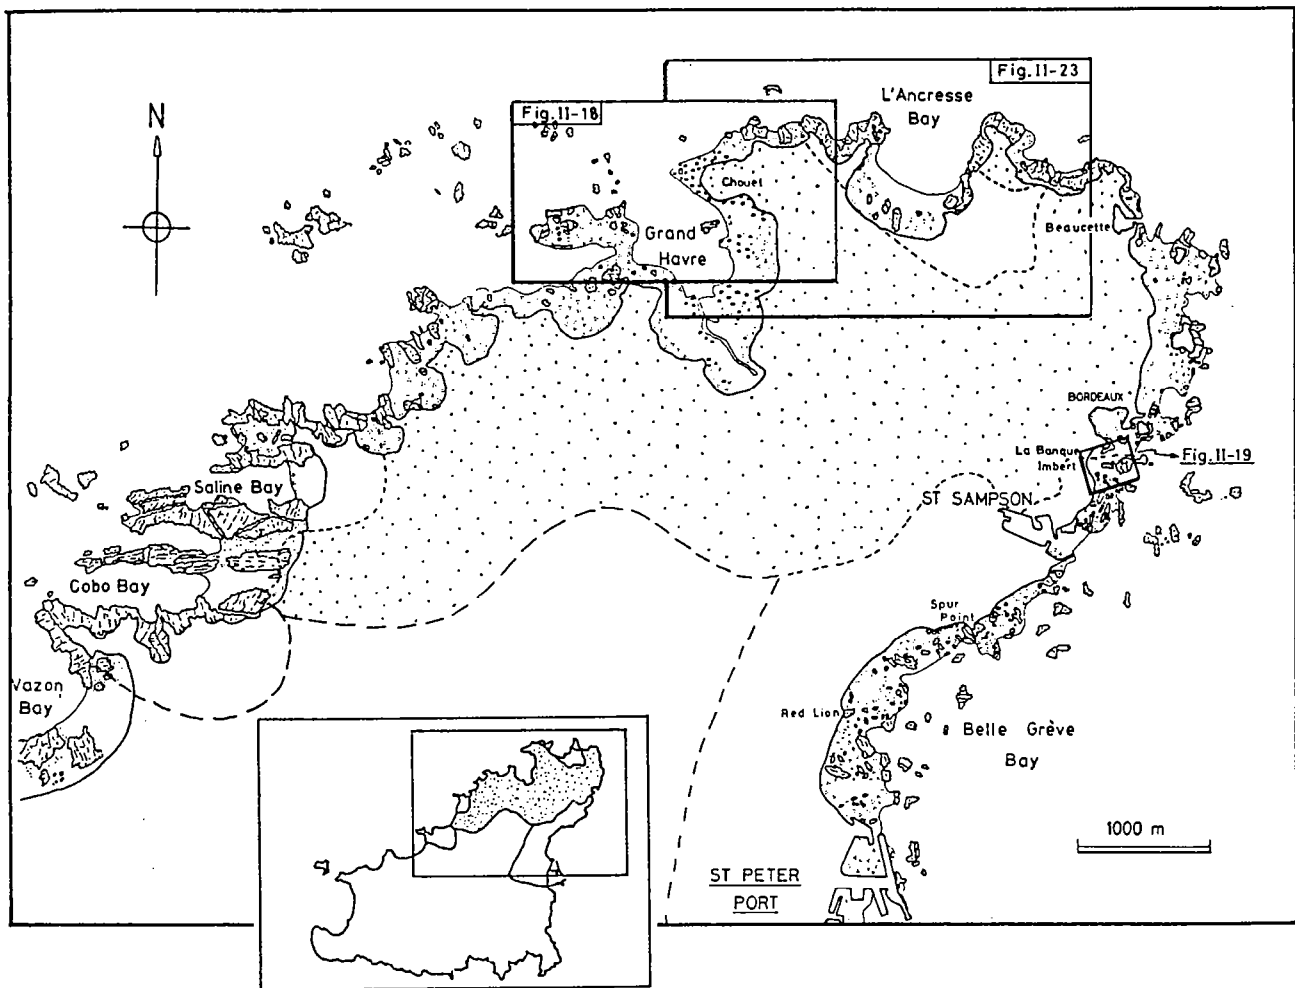 Fig.II-23
L'Ancresse
Bay
Fig.II-18
N
Chouet
Beaucette
Grand
Havre
BORDEAUX
La Banque
Imbert
Fig.II-19
Saline Bay
ST SAMPSON
Cobo Bay
Spur
Point
Vazon
Bay
Red Lion
Belle Grève
Bay
1000 m
ST PETER
PORT